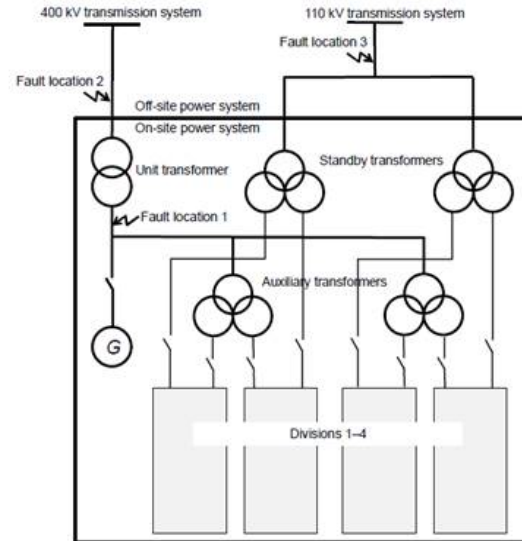 400 kV transmission system
110 kV transmission system
Fault location 3
Fault location 2
Off-site power system
On-site power system
Unit transformer
Standby transformers
Fault location 1
Auxiliary transformers
G
Divisions 1–4